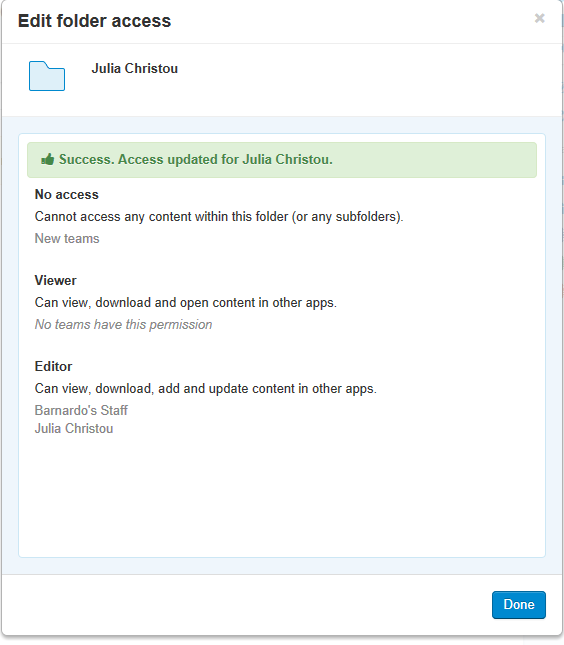 Edit folder access
×
Julia Christou
Success. Access updated for Julia Christou.
No access
Cannot access any content within this folder (or any subfolders).
New teams
Viewer
Can view, download and open content in other apps.
No teams have this permission
Editor
Can view, download, add and update content in other apps.
Barnardo's Staff
Julia Christou
Done